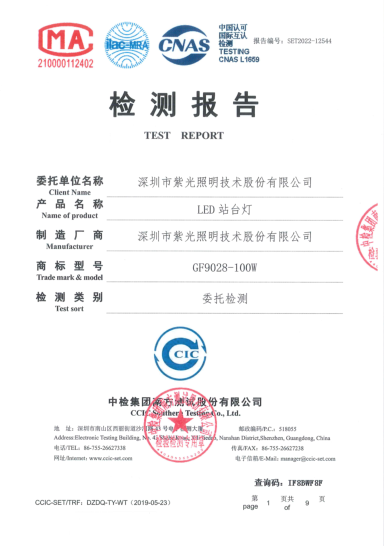 MA
210000112402
ilac-MRA
CNAS
中国认可
国际互认
检测
TESTING
CNAS L1659
报告编号：SET2022-12544
检测报告
TEST REPORT
委托单位名称 深圳市紫光照明技术股份有限公司
Client Name
产品名称 LED 站台灯
Name of product
制造厂商 深圳市紫光照明技术股份有限公司
Manufacturer
商标型号 GF9028-100W
Trade mark & model
检测类别 委托检测
Test sort
CCIC
中检集团南方测试股份有限公司
CCIC Southern Testing Co., Ltd.
地 址：深圳市南山区西丽街道沙河路43号电子检测大厦 邮政编码/P.C.：518055
Address:Electronic Testing Building, No. 43 Shahe Road, Xili Street, Nanshan District,Shenzhen, Guangdong, China
电话/TEL：86-755-26627338 传真/FAX：86-755-26627238
网址/Internet: www.ccic-set.com 电子信箱/E-Mail: manager@ccic-set.com
检验检测专用章
查询码：IF8BWF8F
CCIC-SET/TRF: DZDQ-TY-WT (2019-05-23)
第 1 页共 9 页
page of